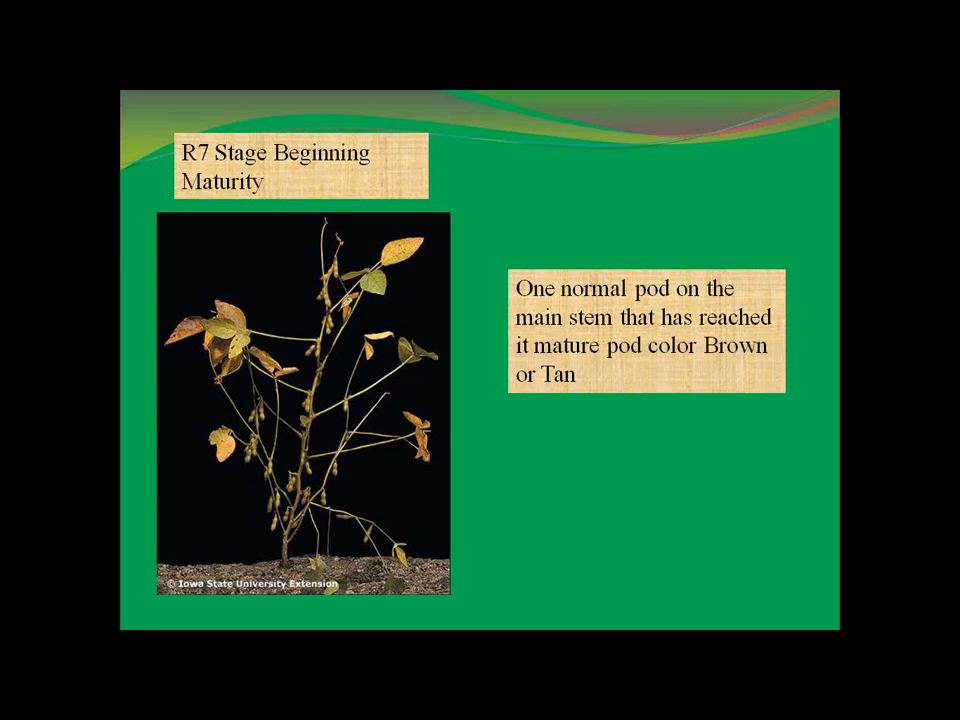 R7 Stage Beginning
Maturity
One normal pod on the
main stem that has reached
it mature pod color Brown
or Tan
© Iowa State University Extension